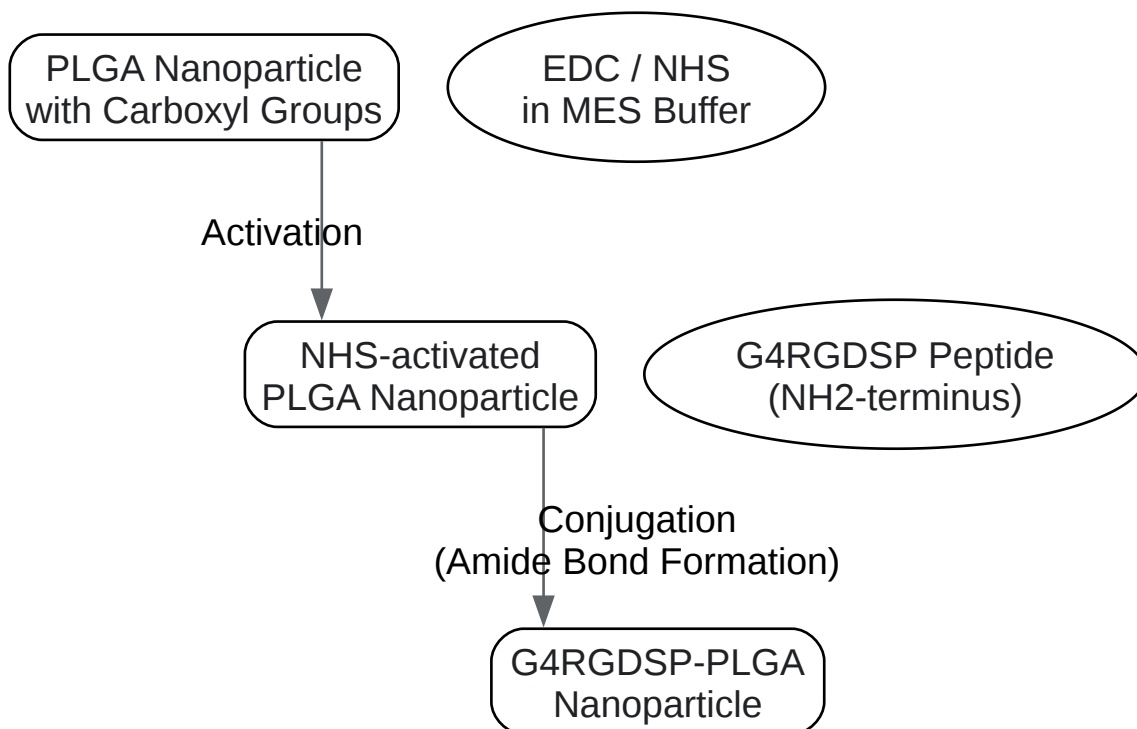 PLGA Nanoparticle
with Carboxyl Groups
EDC / NHS
in MES Buffer
Activation
NHS-activated
PLGA Nanoparticle
G4RGDSP Peptide
(NH2-terminus)
Conjugation
(Amide Bond Formation)
G4RGDSP-PLGA
Nanoparticle